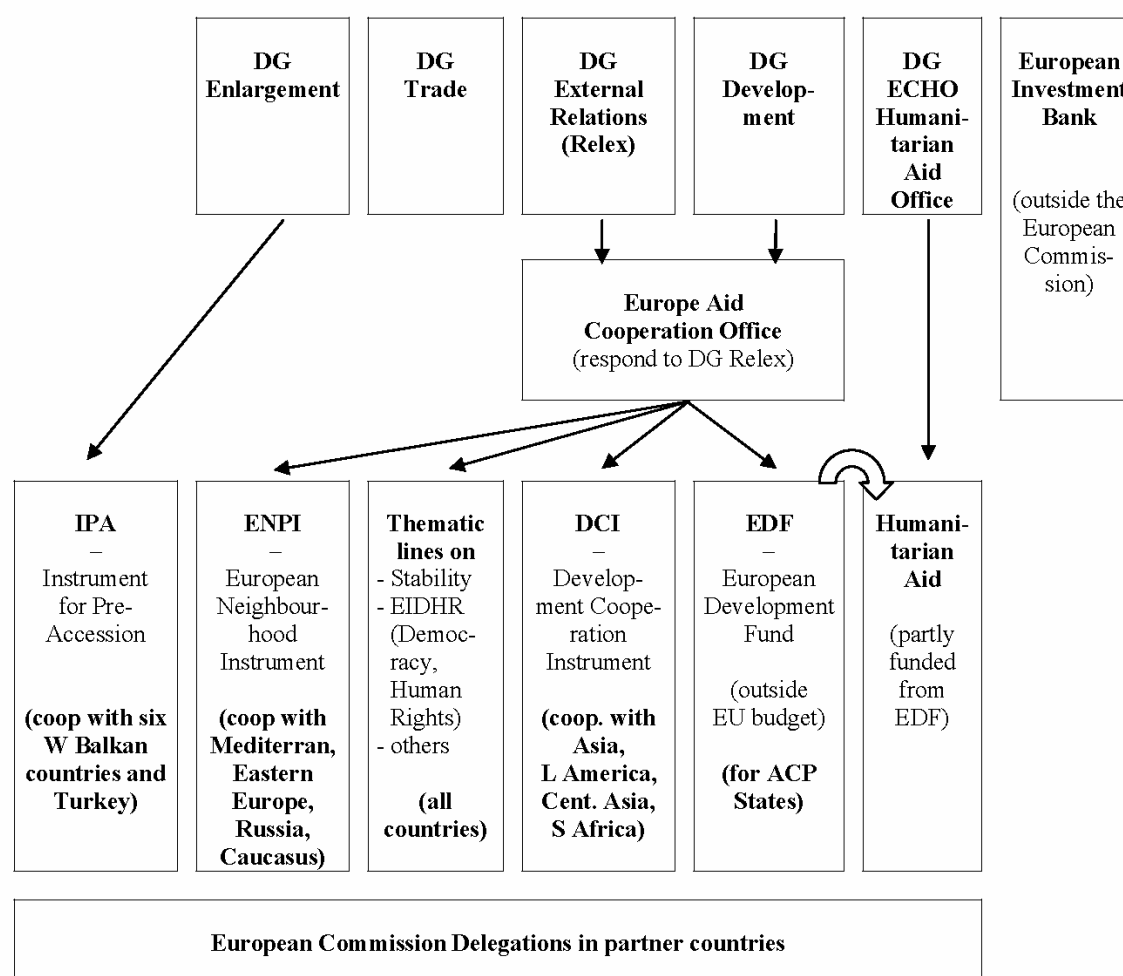 DG
Enlargement
DG
Trade
DG
External
Relations
(Relex)
DG
Develop-
ment
DG
ECHO
Humani-
tarian
Aid
Office
European
Investment
Bank
(outside the
European
Commis-
sion)
Europe Aid
Cooperation Office
(respond to DG Relex)
IPA
–
Instrument
for Pre-
Accession
(coop with six
W Balkan
countries and
Turkey)
ENPI
–
European
Neighbour-
hood
Instrument
(coop with
Mediterran,
Eastern
Europe,
Russia,
Caucasus)
Thematic
lines on
- Stability
- EIDHR
(Democ-
racy,
Human
Rights)
- others
(all
countries)
DCI
–
Develop-
ment Coope-
ration
Instrument
(coop. with
Asia,
L America,
Cent. Asia,
S Africa)
EDF
–
European
Development
Fund
(outside
EU budget)
(for ACP
States)
Humani-
tarian
Aid
(partly
funded
from
EDF)
European Commission Delegations in partner countries